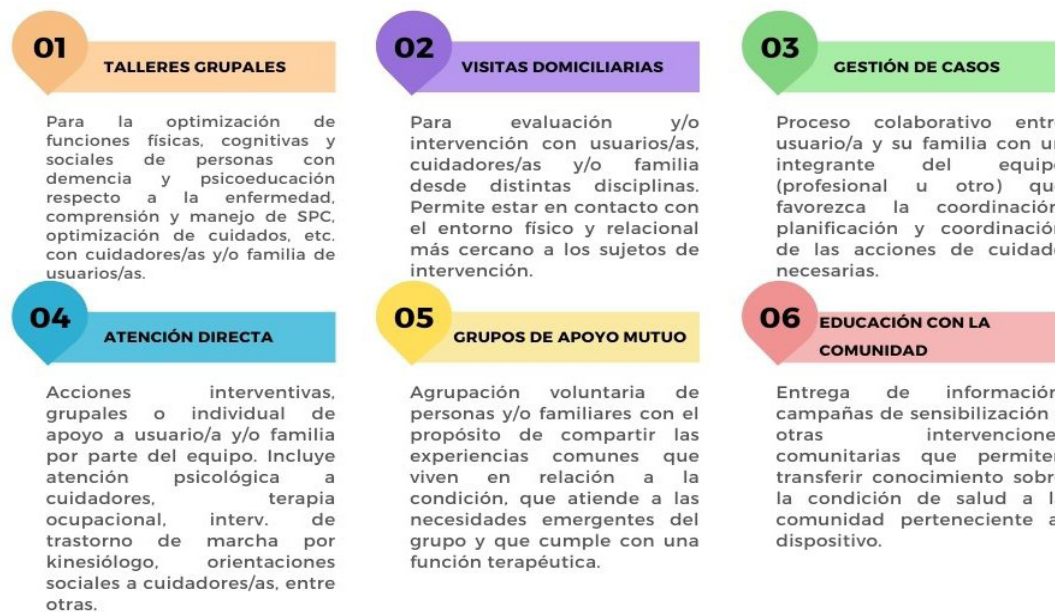 01
TALLERES GRUPALES
Para la optimización de
funciones físicas, cognitivas y
sociales de personas con
demencia y psicoeducación
respecto a la enfermedad,
comprensión y manejo de SPC,
optimización de cuidados, etc.
con cuidadores/as y/o familia de
usuarios/as.
02
VISITAS DOMICILIARIAS
Para evaluación y/o
intervención con usuarios/as,
cuidadores/as y/o familia
desde distintas disciplinas.
Permite estar en contacto con
el entorno físico y relacional
más cercano a los sujetos de
intervención.
03
GESTIÓN DE CASOS
Proceso colaborativo entre
usuario/a y su familia con un
integrante del equipo
(profesional u otro) que
favorezca la coordinación
planificación y coordinación
de las acciones de cuidado
necesarias.
04
ATENCIÓN DIRECTA
Acciones interventivas,
grupales o individual de
apoyo a usuario/a y/o familia
por parte del equipo. Incluye
atención psicológica a
cuidadores, terapia
ocupacional, interv. de
trastorno de marcha por
kinesiólogo, orientaciones
sociales a cuidadores/as, entre
otras.
05
GRUPOS DE APOYO MUTUO
Agrupación voluntaria de
personas y/o familiares con el
propósito de compartir las
experiencias comunes que
viven en relación a la
condición, que atiende a las
necesidades emergentes del
grupo y que cumple con una
función terapéutica.
06
EDUCACIÓN CON LA
COMUNIDAD
Entrega de información
campañas de sensibilización
otras intervencione
comunitarias que permiten
transferir conocimiento sobre
la condición de salud a l
comunidad perteneciente a
dispositivo.